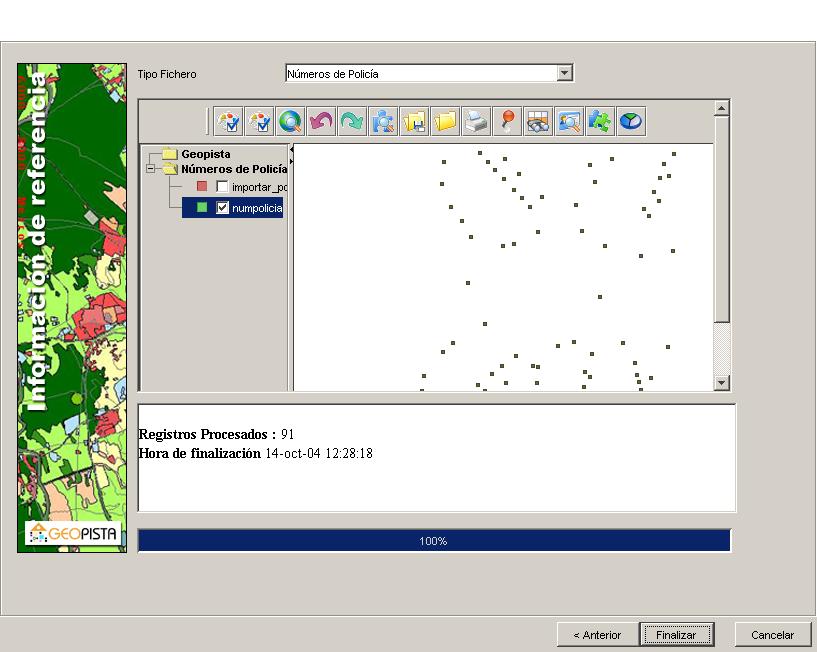 Tipo Fichero
Números de Policía
Información de referencia
Geopista
Números de Policía
importar_po
numpolicia
Registros Procesados : 91
Hora de finalización 14-oct-04 12:28:18
GEOPISTA
100%
< Anterior
Finalizar
Cancelar